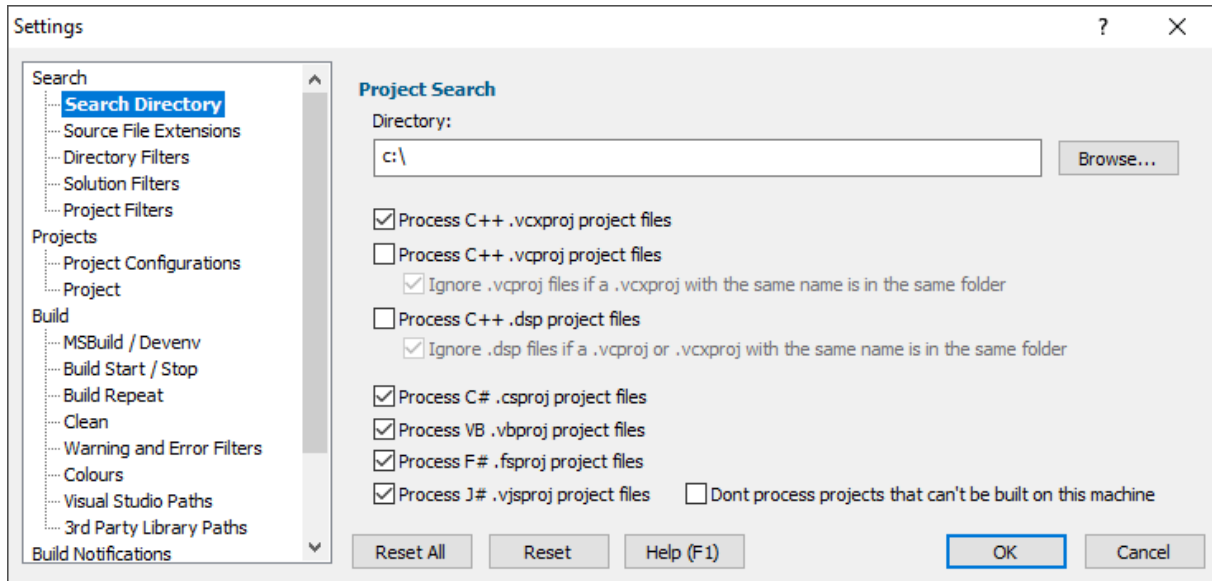 Settings
?
Search
Search Directory
Source File Extensions
Directory Filters
Solution Filters
Project Filters
Projects
Project Configurations
Project
Build
MSBuild / Devenv
Build Start / Stop
Build Repeat
Clean
Warning and Error Filters
Colours
Visual Studio Paths
3rd Party Library Paths
Build Notifications
Project Search
Directory:
c:\
Browse...
Process C++ .vcxproj project files
Process C++ .vcproj project files
Ignore .vcproj files if a .vcxproj with the same name is in the same folder
Process C++ .dsp project files
Ignore .dsp files if a .vcproj or .vcxproj with the same name is in the same folder
Process C# .csproj project files
Process VB .vbproj project files
Process F# .fsproj project files
Process J# .vjsproj project files
Dont process projects that can't be built on this machine
Reset All
Reset
Help (F1)
OK
Cancel